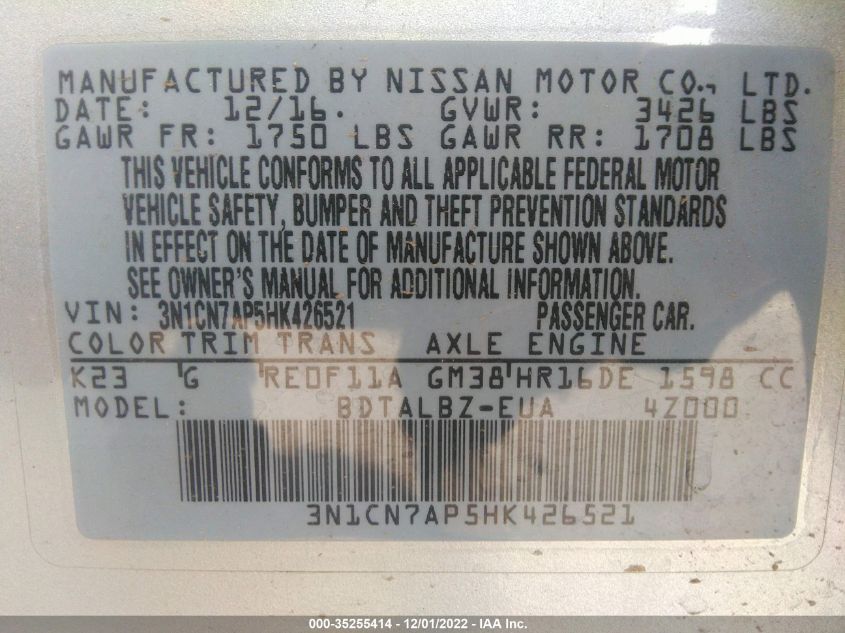 MANUFACTURED BY NISSAN MOTOR CO., LTD.
DATE: 12/16. GVWR: 3426 LBS
GAWR FR: 1750 LBS GAWR RR: 1708 LBS
THIS VEHICLE CONFORMS TO ALL APPLICABLE FEDERAL MOTOR
VEHICLE SAFETY, BUMPER AND THEFT PREVENTION STANDARDS
IN EFFECT ON THE DATE OF MANUFACTURE SHOWN ABOVE.
SEE OWNER'S MANUAL FOR ADDITIONAL INFORMATION.
VIN: 3N1CN7AP5HK426521 PASSENGER CAR.
COLOR TRIM TRANS AXLE ENGINE
K23 G RE0F11A GM38 HR16DE 1598 CC
MODEL: BDTALBZ-EUA 4Z000
3N1CN7AP5HK426521
000-35255414 - 12/01/2022 - IAA Inc.